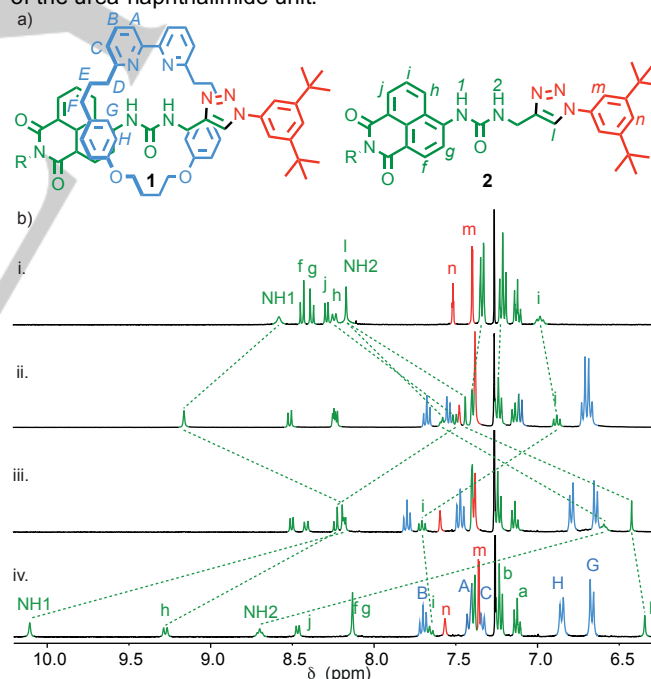 of the urea-naphthalimide unit.
a)
B A
C
N N
E
D
F
G
N N
N
H H
N N
O
H
O
N
R
O
O O
1
i
j h
1 2
H H
N N
O
N N
N
m
n
l
O
N
R
O
f g
2
b)
i.
NH1 f g j h l NH2 n m i
ii.
i
iii.
i
iv.
NH1 h NH2 j f g B i n A m C b a H G l
10.0 9.5 9.0 8.5 8.0 7.5 7.0 6.5
δ (ppm)